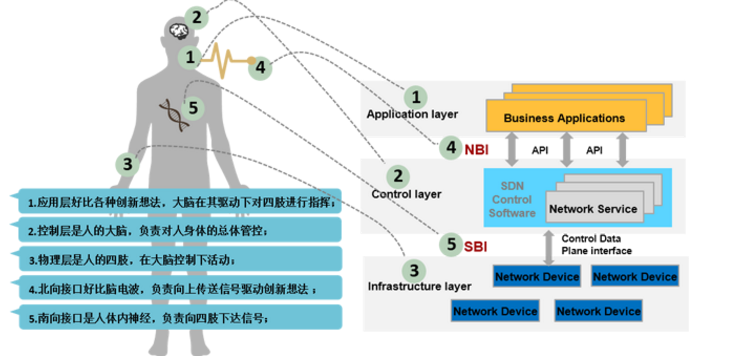 2
1
4
5
3
1.应用层好比各种创新想法，大脑在其驱动下对四肢进行指挥；
2.控制层是人的大脑，负责对人身体的总体管控；
3.物理层是人的四肢，在大脑控制下活动；
4.北向接口好比脑电波，负责向上传送信号驱动创新想法；
5.南向接口是人体内神经，负责向四肢下达信号；
1
Application layer
Business Applications
4 NBI
API API
2
Control layer
SDN
Control
Software
Network Service
5 SBI
Control Data
Plane interface
3
Infrastructure layer
Network Device Network Device
Network Device Network Device